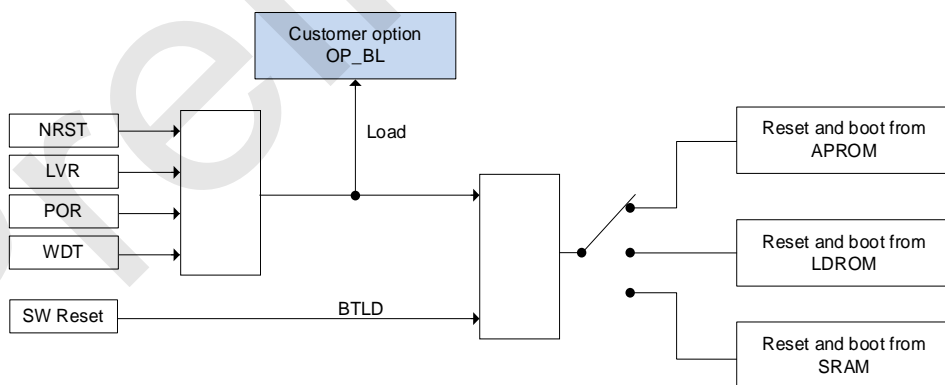 Customer option
OP_BL
NRST
LVR
POR
WDT
Load
SW Reset
BTLD
Reset and boot from
APROM
Reset and boot from
LDROM
Reset and boot from
SRAM